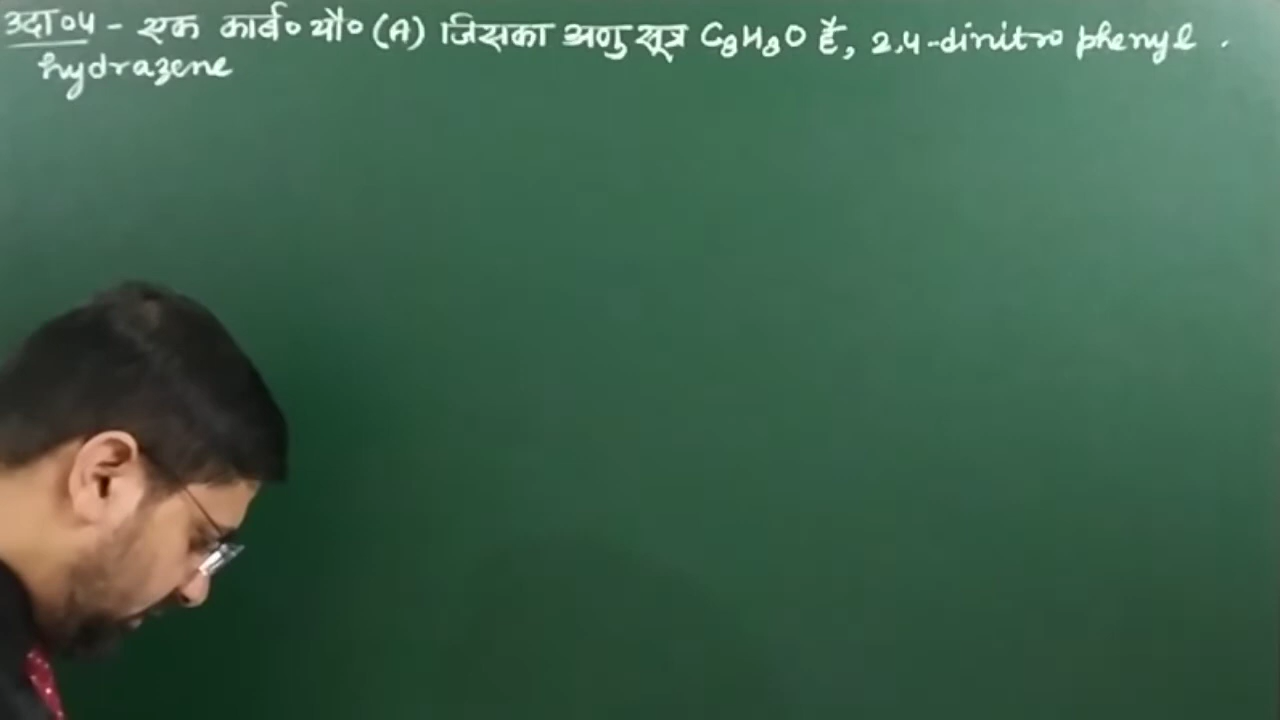 उदा०4 - एक कार्ब० यौ० (A) जिसका अणु सूत्र C8H8O है, 2,4-dinitro phenyl .
hydrazene